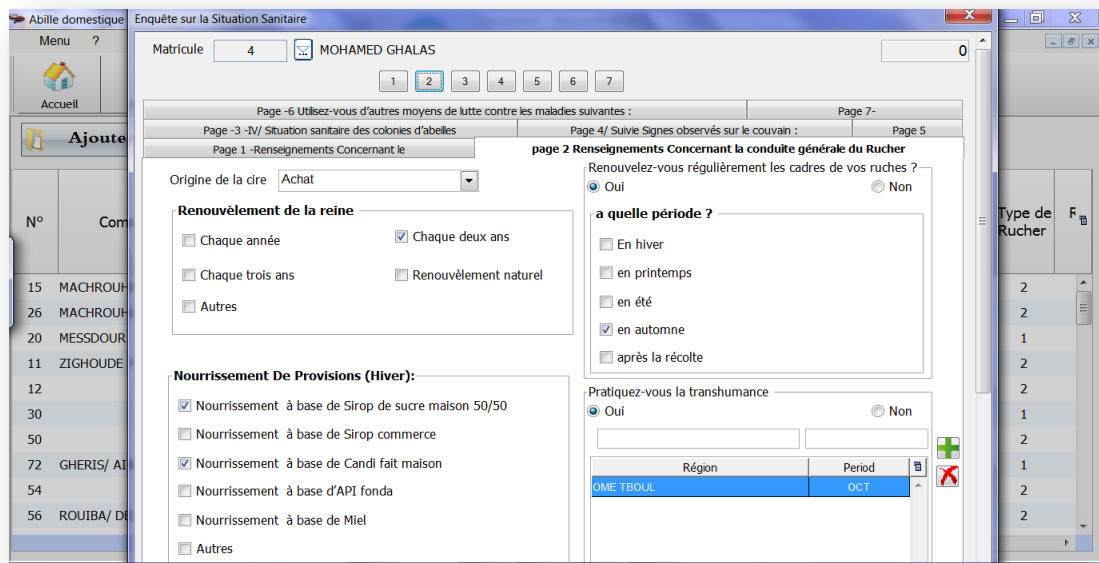 Abille domestique
Enquête sur la Situation Sanitaire
Menu ?
Accueil
Ajoute
Matricule 4 MOHAMED GHALAS 0
1 2 3 4 5 6 7
Page -6 Utilisez-vous d'autres moyens de lutte contre les maladies suivantes : Page 7-
Page -3 -IV/ Situation sanitaire des colonies d'abeilles Page 4/ Suivie Signes observés sur le couvain : Page 5
Page 1 -Renseignements Concernant le page 2 Renseignements Concernant la conduite générale du Rucher
Origine de la cire Achat
Renouvèlement de la reine
Chaque année Chaque deux ans
Chaque trois ans Renouvèlement naturel
Autres
Nourrissement De Provisions (Hiver):
Nourrissement à base de Sirop de sucre maison 50/50
Nourrissement à base de Sirop commerce
Nourrissement à base de Candi fait maison
Nourrissement à base d'API fonda
Nourrissement à base de Miel
Autres
Renouvelez-vous régulièrement les cadres de vos ruches ?
Oui Non
a quelle période ?
En hiver
en printemps
en été
en automne
après la récolte
Pratiquez-vous la transhumance
Oui Non
Région Period
OME TBOUL OCT
N° Com
Type de Rucher
15 MACHROUH 2
26 MACHROUH 2
20 MESSDOUR 1
11 ZIGHOUDE 2
12 2
30 1
50 2
72 GHERIS/ AI 1
54 2
56 ROUIBA/ DE 2